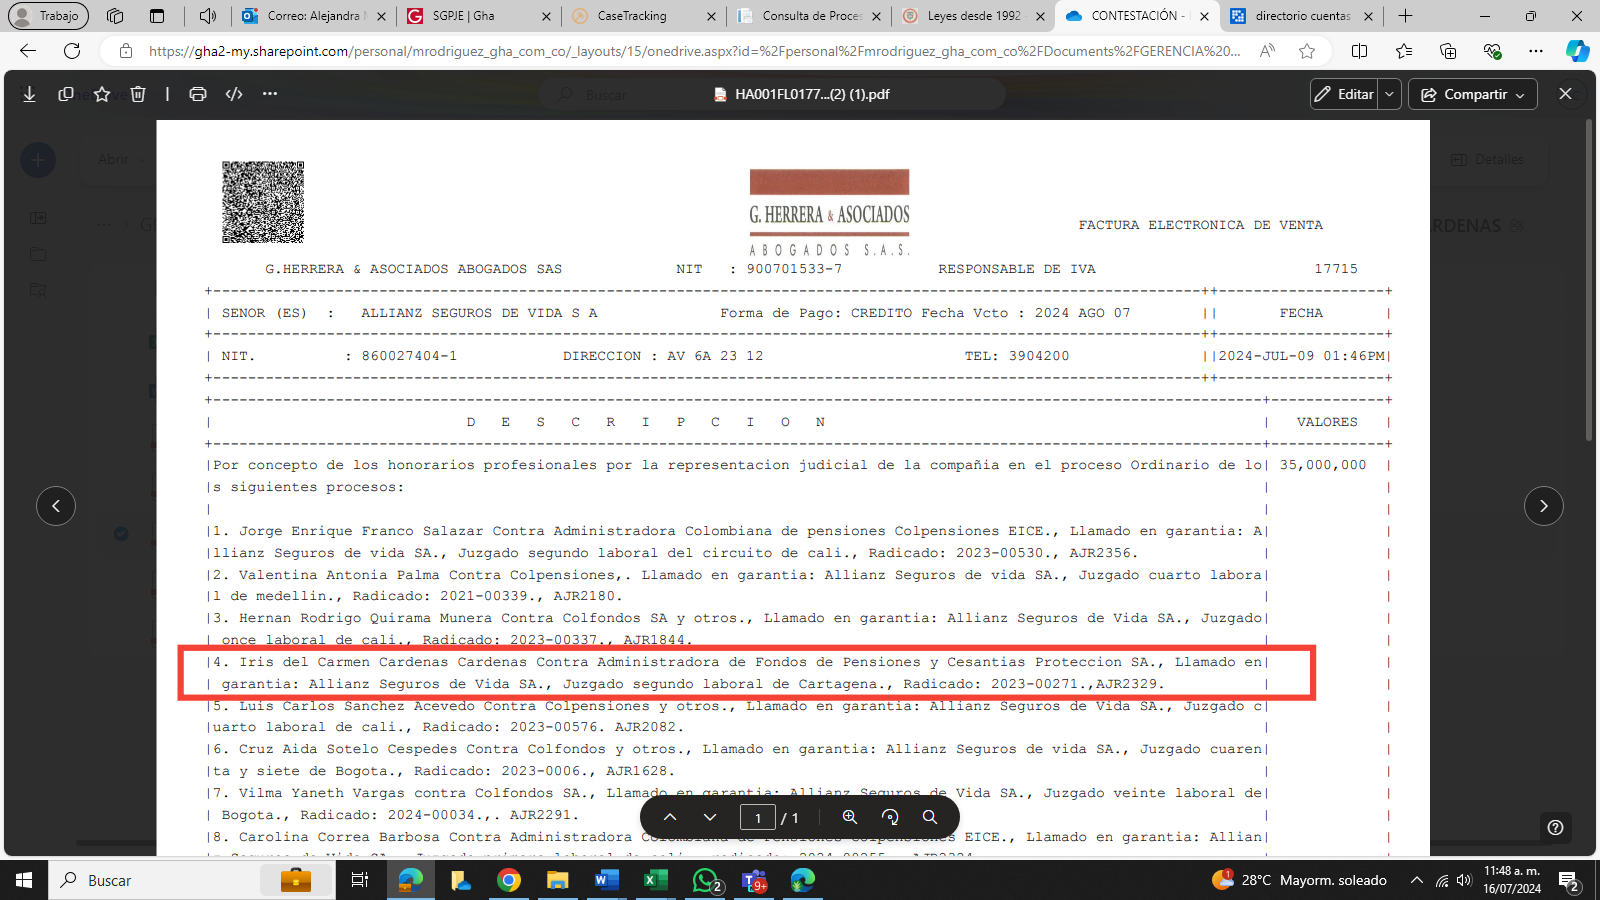 Trabajo
Correo: Alejandra M
SGPJE | Gha
CaseTracking
Consulta de Proces
Leyes desde 1992 -
CONTESTACIÓN -
directorio cuentas
https://gha2-my.sharepoint.com/personal/mrodriguez_gha_com_co/_layouts/15/onedrive.aspx?id=%2Fpersonal%2Fmrodriguez_gha_com_co%2FDocuments%2FGERENCIA%20...
Buscar
HA001FL0177...(2) (1).pdf
Editar
Compartir
Abrir
Detalles
G. HERRERA & ASOCIADOS
ABOGADOS S.A.S.
FACTURA ELECTRONICA DE VENTA
RDENAS
G.HERRERA & ASOCIADOS ABOGADOS SAS NIT : 900701533-7 RESPONSABLE DE IVA 17715
SENOR (ES) : ALLIANZ SEGUROS DE VIDA S A Forma de Pago: CREDITO Fecha Vcto : 2024 AGO 07 FECHA
NIT. : 860027404-1 DIRECCION : AV 6A 23 12 TEL: 3904200 2024-JUL-09 01:46PM
D E S C R I P C I O N VALORES
Por concepto de los honorarios profesionales por la representacion judicial de la compañia en el proceso Ordinario de lo 35,000,000
s siguientes procesos:
1. Jorge Enrique Franco Salazar Contra Administradora Colombiana de pensiones Colpensiones EICE., Llamado en garantia: A
llianz Seguros de vida SA., Juzgado segundo laboral del circuito de cali., Radicado: 2023-00530., AJR2356.
2. Valentina Antonia Palma Contra Colpensiones,. Llamado en garantia: Allianz Seguros de vida SA., Juzgado cuarto labora
l de medellin., Radicado: 2021-00339., AJR2180.
3. Hernan Rodrigo Quirama Munera Contra Colfondos SA y otros., Llamado en garantia: Allianz Seguros de Vida SA., Juzgado
once laboral de cali., Radicado: 2023-00337., AJR1844.
4. Iris del Carmen Cardenas Cardenas Contra Administradora de Fondos de Pensiones y Cesantias Proteccion SA., Llamado en
garantia: Allianz Seguros de Vida SA., Juzgado segundo laboral de Cartagena., Radicado: 2023-00271.,AJR2329.
5. Luis Carlos Sanchez Acevedo Contra Colpensiones y otros., Llamado en garantia: Allianz Seguros de Vida SA., Juzgado c
uarto laboral de cali., Radicado: 2023-00576. AJR2082.
6. Cruz Aida Sotelo Cespedes Contra Colfondos y otros., Llamado en garantia: Allianz Seguros de vida SA., Juzgado cuaren
ta y siete de Bogota., Radicado: 2023-0006., AJR1628.
7. Vilma Yaneth Vargas contra Colfondos SA., Llamado en garantia: Allianz Seguros de Vida SA., Juzgado veinte laboral de
Bogota., Radicado: 2024-00034.,. AJR2291.
1 / 1
8. Carolina Correa Barbosa Contra Administradora Colombiana de Pensiones Colpensiones EICE., Llamado en garantia: Allian
Buscar
2
9+
1
28°C Mayorm. soleado
11:48 a. m.
16/07/2024
2